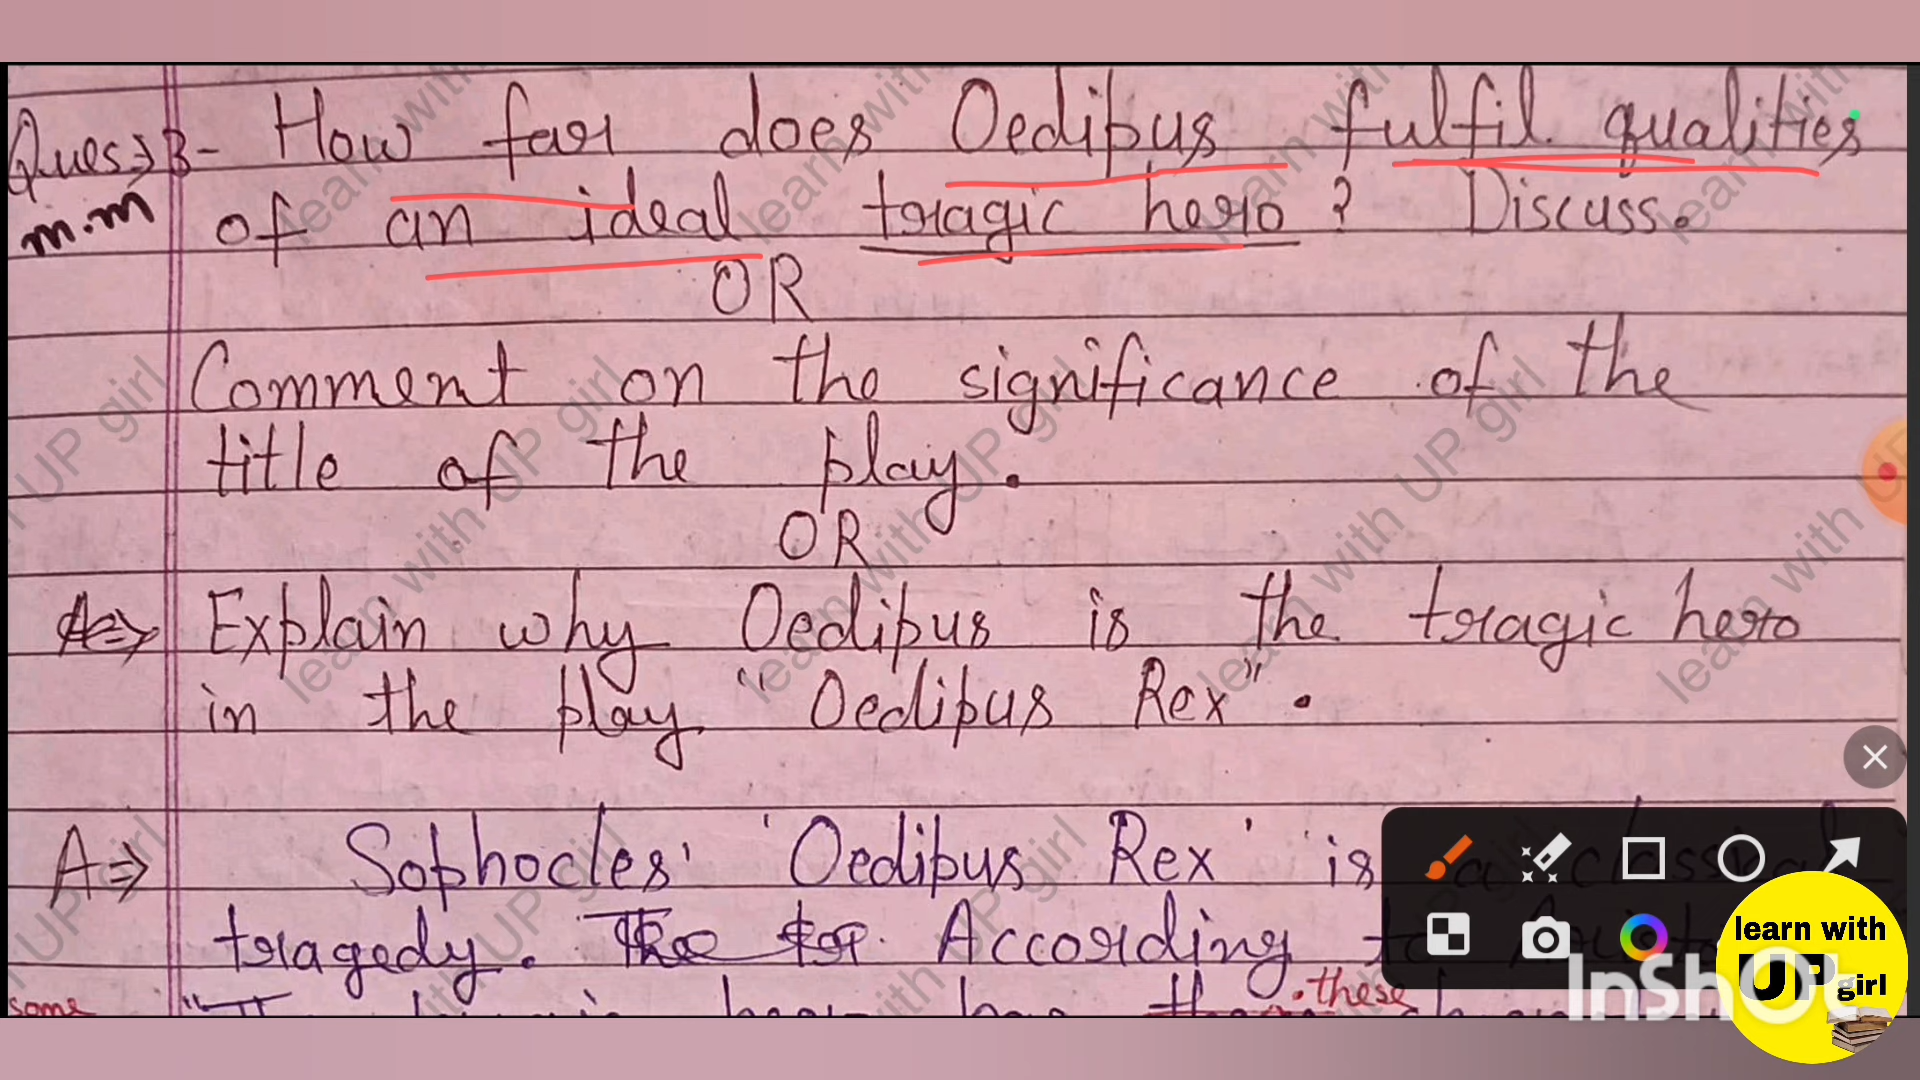 Ques⇒3- How far does Oedipus fulfil qualities
m.m of an ideal tragic hero? Discuss.
OR
Comment on the significance of the
title of the play.
OR
Explain why Oedipus is the tragic hero
in the play "Oedipus Rex".
A⇒ Sophocles' 'Oedipus Rex' is
tragedy. According
some these
learn with
UP girl
InShOt